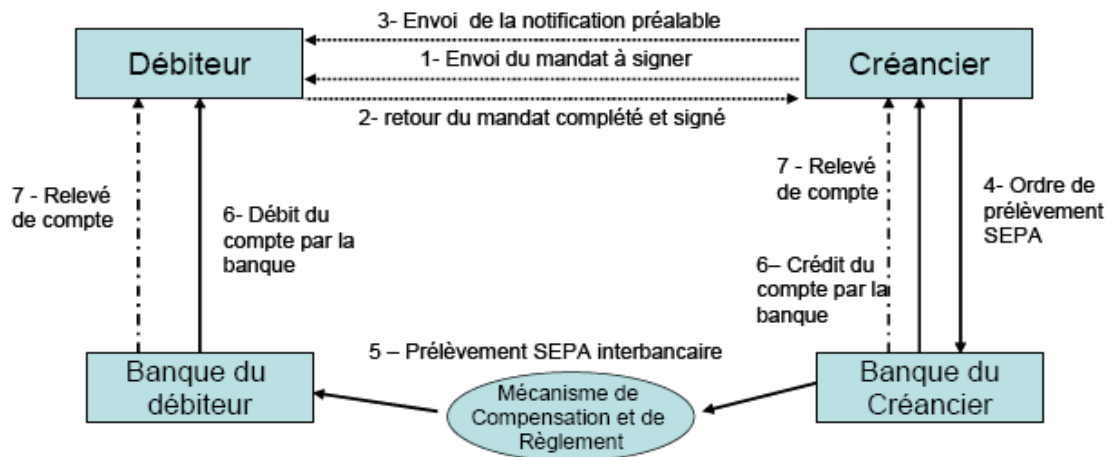 3- Envoi de la notification préalable
Débiteur
1- Envoi du mandat à signer
Créancier
2- retour du mandat complété et signé
7 - Relevé
de compte
6- Débit du
compte par la
banque
7 - Relevé
de compte
4- Ordre de
prélèvement
SEPA
6– Crédit du
compte par la
banque
5 – Prélèvement SEPA interbancaire
Banque du
débiteur
Mécanisme de
Compensation et de
Règlement
Banque du
Créancier